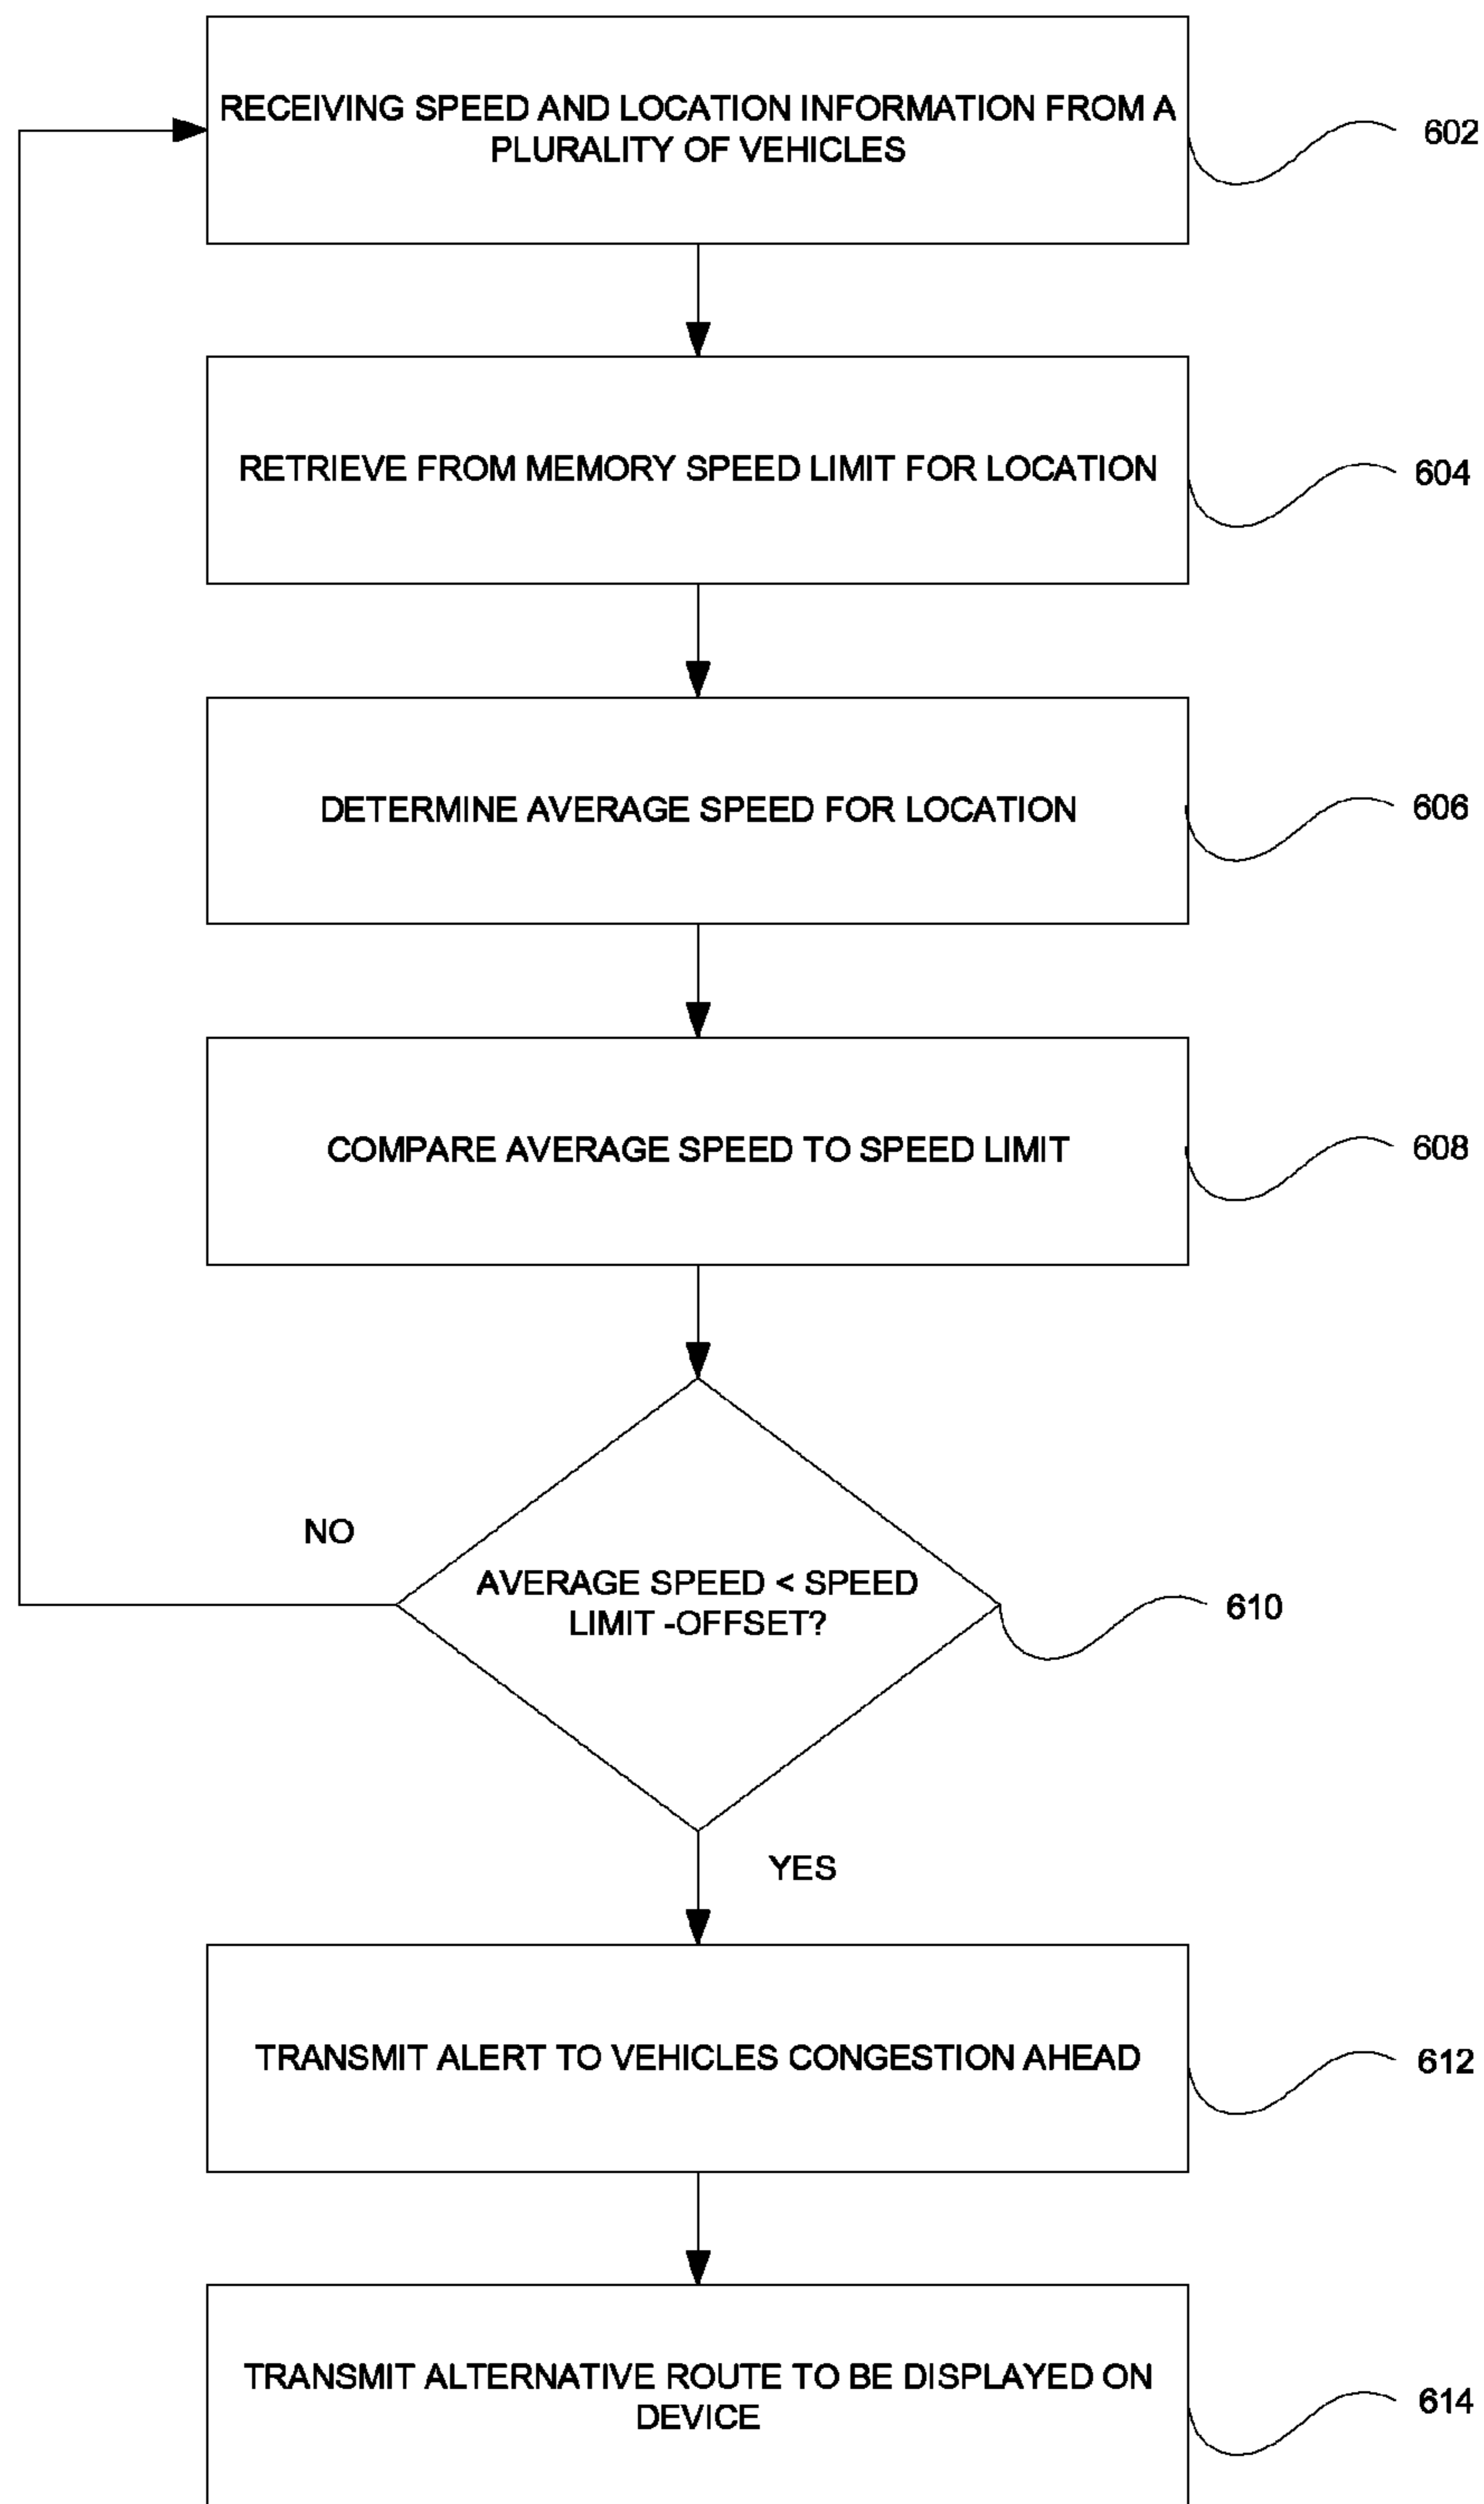 RECEIVING SPEED AND LOCATION INFORMATION FROM A
PLURALITY OF VEHICLES
602
RETRIEVE FROM MEMORY SPEED LIMIT FOR LOCATION
604
DETERMINE AVERAGE SPEED FOR LOCATION
606
COMPARE AVERAGE SPEED TO SPEED LIMIT
608
NO
AVERAGE SPEED < SPEED
LIMIT -OFFSET?
610
YES
TRANSMIT ALERT TO VEHICLES CONGESTION AHEAD
612
TRANSMIT ALTERNATIVE ROUTE TO BE DISPLAYED ON
DEVICE
614